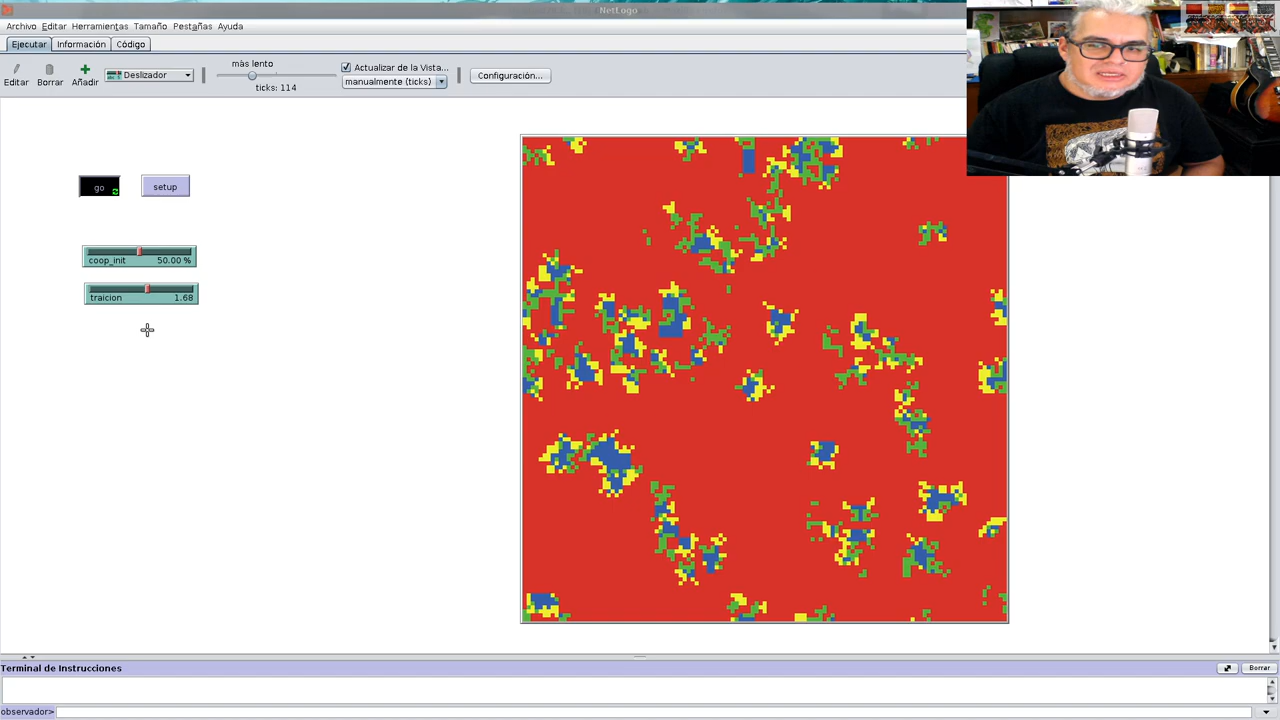 NetLogo
Archivo Editar Herramientas Tamaño Pestañas Ayuda
Ejecutar Información Código
Editar Borrar Añadir
Deslizador
más lento
ticks: 114
Actualizar de la Vista...
manualmente (ticks)
Configuración...
go setup
coop_init 50.00 %
traicion 1.68
Terminal de Instrucciones
Borrar
observador>